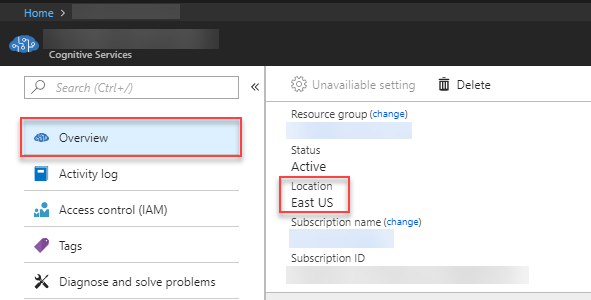 Home >
Cognitive Services
Search (Ctrl+/)
«
Overview
Activity log
Access control (IAM)
Tags
Diagnose and solve problems
Unavailiable setting
Delete
Resource group (change)
Status
Active
Location
East US
Subscription name (change)
Subscription ID